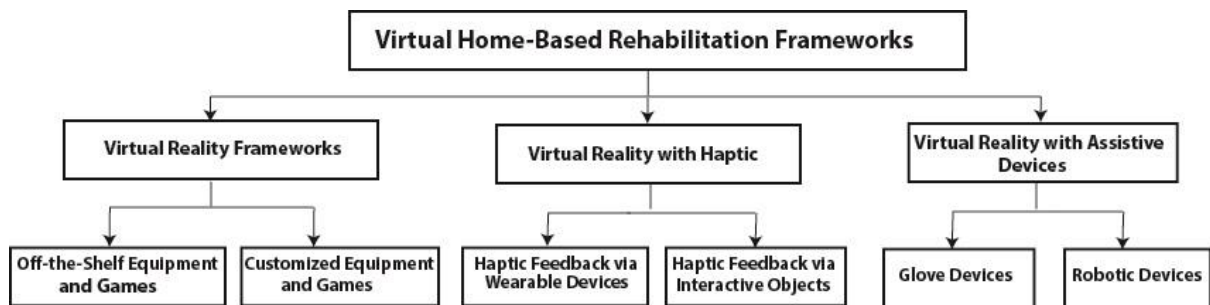 Virtual Home-Based Rehabilitation Frameworks
Virtual Reality Frameworks
Virtual Reality with Haptic
Virtual Reality with Assistive
Devices
Off-the-Shelf Equipment
and Games
Customized Equipment
and Games
Haptic Feedback via
Wearable Devices
Haptic Feedback via
Interactive Objects
Glove Devices
Robotic Devices